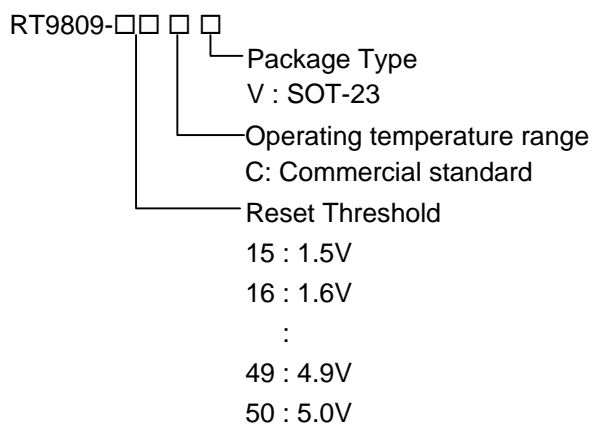 RT9809-□□ □ □
Package Type
V : SOT-23
Operating temperature range
C: Commercial standard
Reset Threshold
15 : 1.5V
16 : 1.6V
:
49 : 4.9V
50 : 5.0V